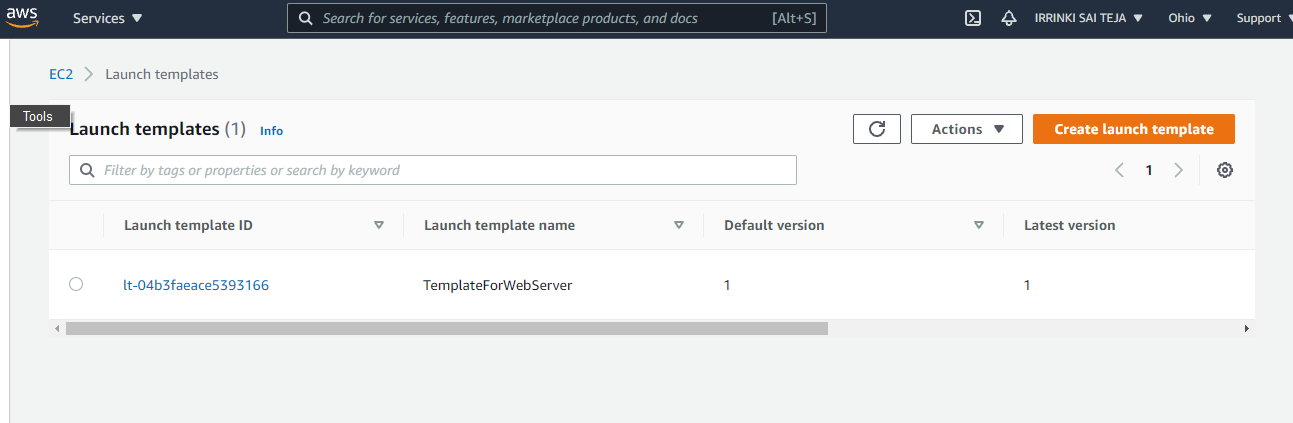 aws Services Search for services, features, marketplace products, and docs [Alt+S] IRRINKI SAI TEJA Ohio Support
EC2 Launch templates
Tools
Launch templates (1) Info Actions Create launch template
Filter by tags or properties or search by keyword 1
Launch template ID Launch template name Default version Latest version
lt-04b3faeace5393166 TemplateForWebServer 1 1